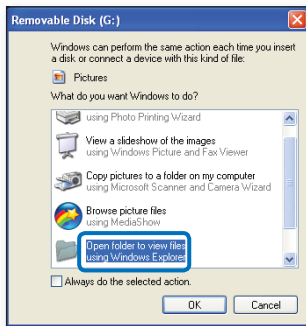 Removable Disk (G:)
Windows can perform the same action each time you insert
a disk or connect a device with this kind of file:
Pictures
What do you want Windows to do?
using Photo Printing Wizard
View a slideshow of the images
using Windows Picture and Fax Viewer
Copy pictures to a folder on my computer
using Microsoft Scanner and Camera Wizard
Browse picture files
using MediaShow
Open folder to view files
using Windows Explorer
Always do the selected action.
OK
Cancel